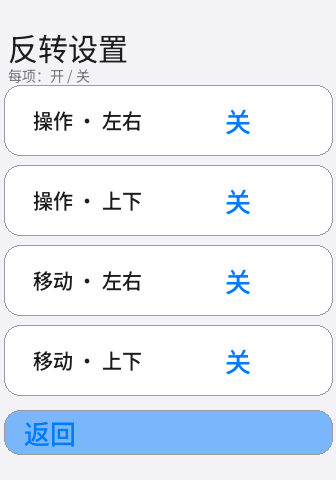 反转设置
每项：开 / 关
操作 · 左右 关
操作 · 上下 关
移动 · 左右 关
移动 · 上下 关
返回